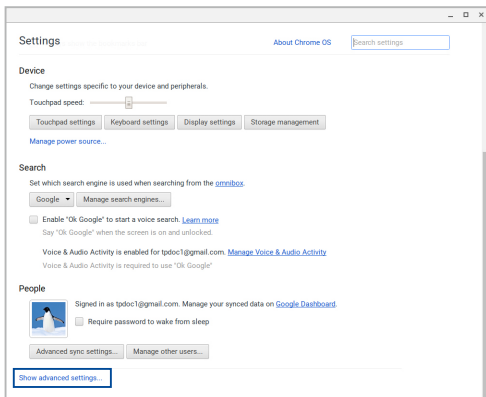 Settings
About Chrome OS
Search settings
Device
Change settings specific to your device and peripherals.
Touchpad speed:
Touchpad settings
Keyboard settings
Display settings
Storage management
Manage power source...
Search
Set which search engine is used when searching from the omnibox.
Google
Manage search engines...
Enable "Ok Google" to start a voice search. Learn more
Say "Ok Google" when the screen is on and unlocked.
Voice & Audio Activity is enabled for tpdoc1@gmail.com. Manage Voice & Audio Activity
Voice & Audio Activity is required to use "Ok Google"
People
Signed in as tpdoc1@gmail.com. Manage your synced data on Google Dashboard.
Require password to wake from sleep
Advanced sync settings...
Manage other users...
Show advanced settings...